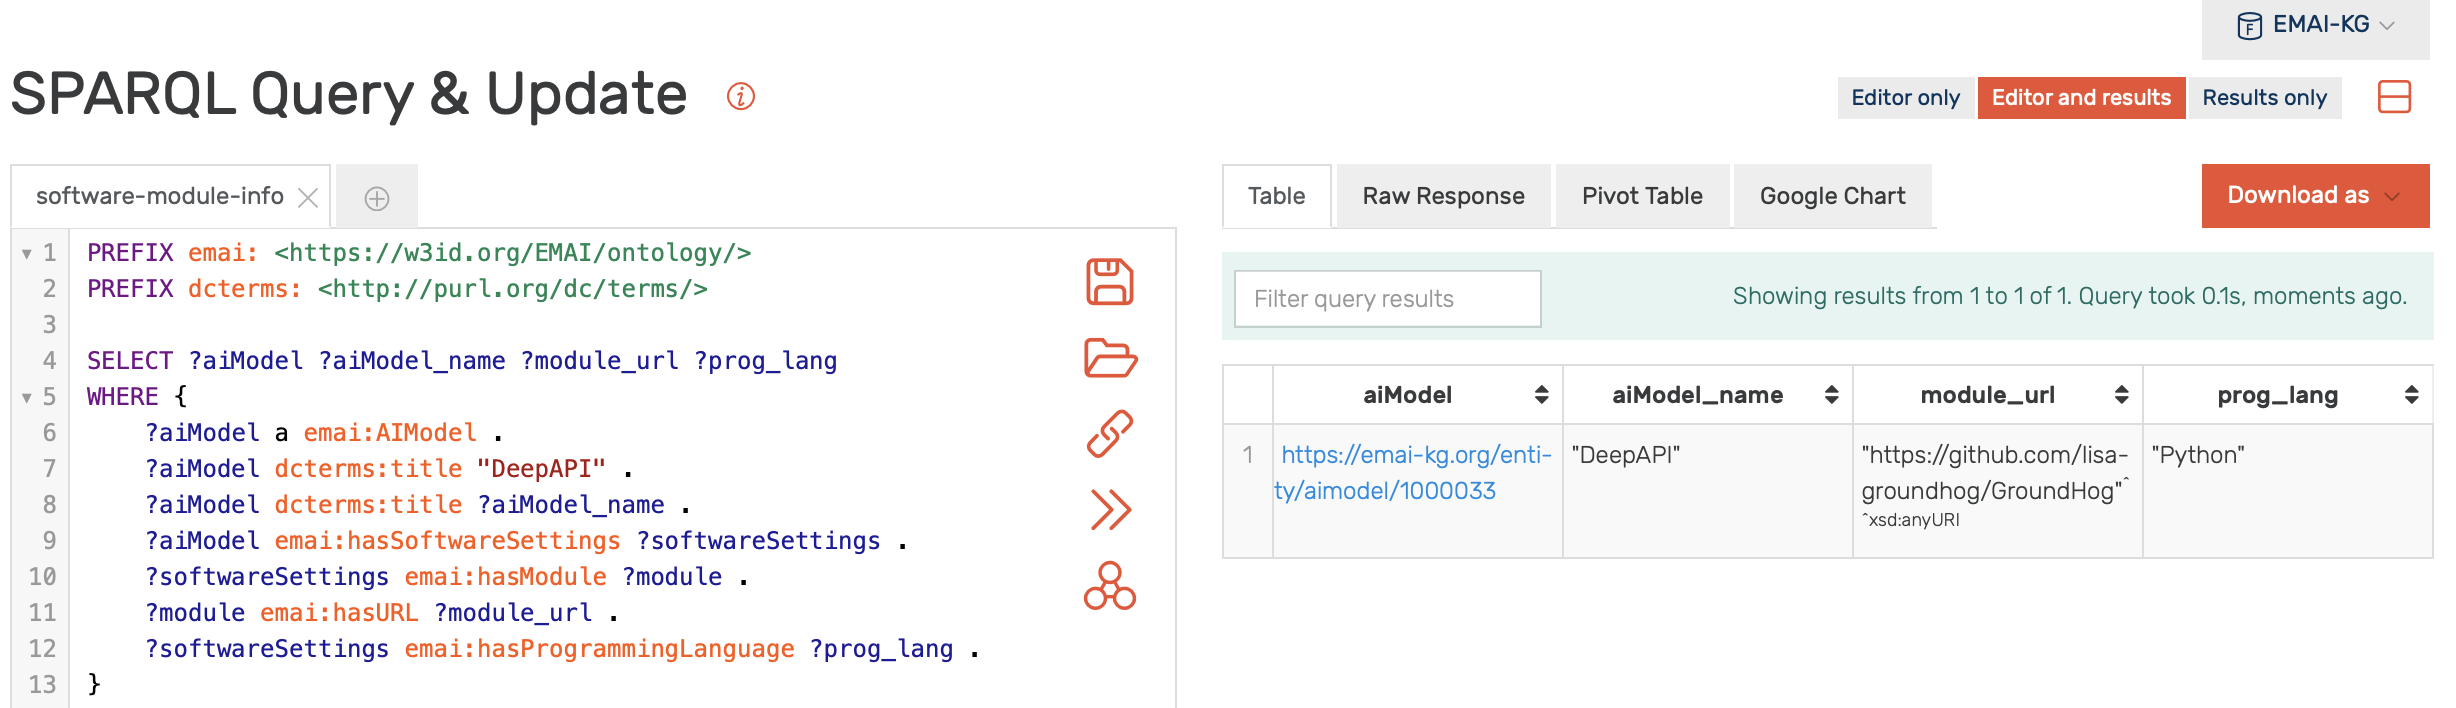 EMAI-KG
SPARQL Query & Update
Editor only
Editor and results
Results only
software-module-info
Table
Raw Response
Pivot Table
Google Chart
Download as
1 PREFIX emai: <https://w3id.org/EMAI/ontology/>
2 PREFIX dcterms: <http://purl.org/dc/terms/>
3
4 SELECT ?aiModel ?aiModel_name ?module_url ?prog_lang
5 WHERE {
6 ?aiModel a emai:AIModel .
7 ?aiModel dcterms:title "DeepAPI" .
8 ?aiModel dcterms:title ?aiModel_name .
9 ?aiModel emai:hasSoftwareSettings ?softwareSettings .
10 ?softwareSettings emai:hasModule ?module .
11 ?module emai:hasURL ?module_url .
12 ?softwareSettings emai:hasProgrammingLanguage ?prog_lang .
13 }
Filter query results
Showing results from 1 to 1 of 1. Query took 0.1s, moments ago.
aiModel aiModel_name module_url prog_lang
1 https://emai-kg.org/enti- "DeepAPI" "https://github.com/lisa- "Python"
ty/aimodel/1000033 groundhog/GroundHog"^
^xsd:anyURI